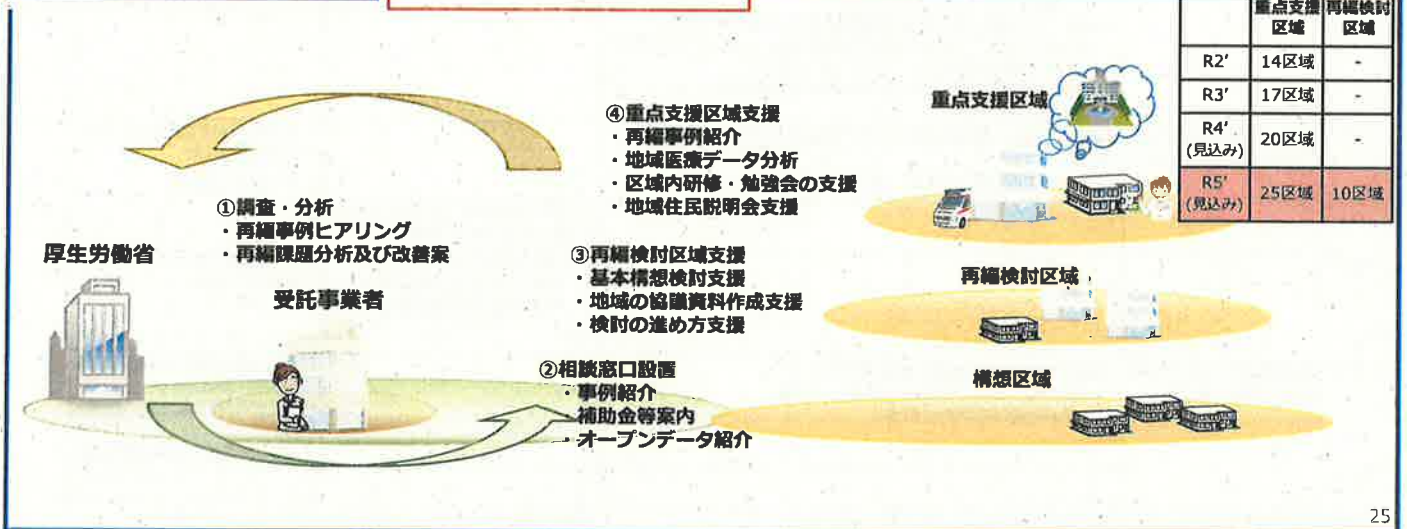 重点支援区域 再編検討区域
R2' 14区域 -
R3' 17区域 -
R4'(見込み) 20区域 -
R5'(見込み) 25区域 10区域
④重点支援区域支援
・再編事例紹介
・地域医療データ分析
・区域内研修・勉強会の支援
・地域住民説明会支援
重点支援区域
①調査・分析
・再編事例ヒアリング
・再編課題分析及び改善案
厚生労働省
受託事業者
③再編検討区域支援
・基本構想検討支援
・地域の協議資料作成支援
・検討の進め方支援
再編検討区域
②相談窓口設置
・事例紹介
・補助金等案内
・オープンデータ紹介
構想区域
25